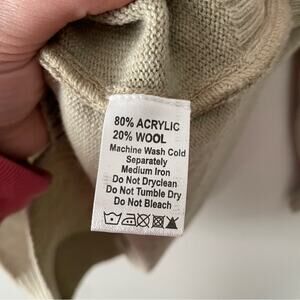 80% ACRYLIC
20% WOOL
Machine Wash Cold
Separately
Medium Iron
Do Not Dryclean
Do Not Tumble Dry
Do Not Bleach